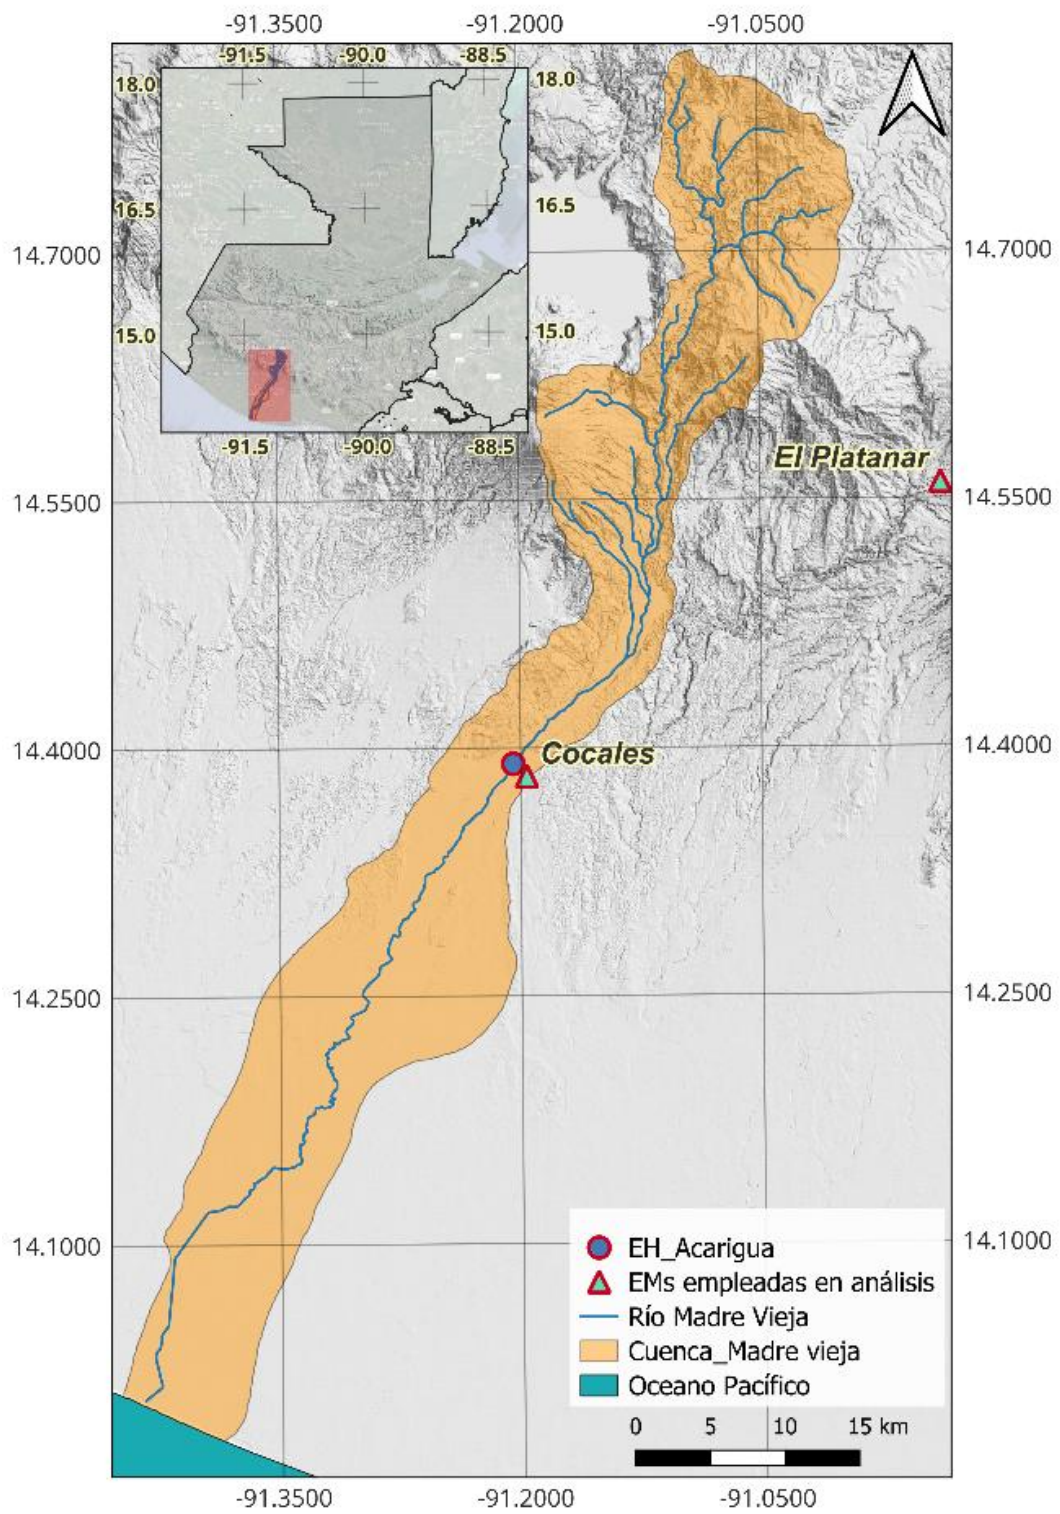 -91.3500 -91.2000 -91.0500
-91.5 -90.0 -88.5
18.0 18.0
16.5 16.5
14.7000 14.7000
15.0 15.0
-91.5 -90.0 -88.5
El Platanar
14.5500 14.5500
14.4000 Cocales 14.4000
14.2500 14.2500
14.1000 14.1000
EH_Acarigua
EMs empleadas en análisis
Río Madre Vieja
Cuenca_Madre vieja
Oceano Pacífico
0 5 10 15 km
-91.3500 -91.2000 -91.0500